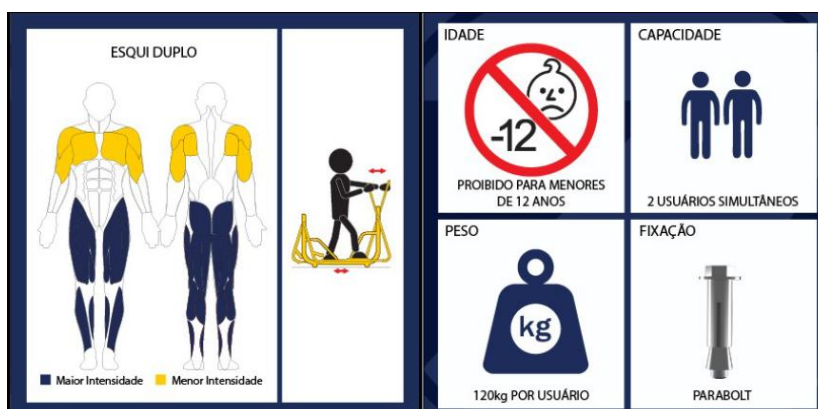 ESQUI DUPLO
Maior Intensidade
Menor Intensidade
IDADE
-12
PROIBIDO PARA MENORES
DE 12 ANOS
CAPACIDADE
2 USUÁRIOS SIMULTÂNEOS
PESO
kg
120kg POR USUÁRIO
FIXAÇÃO
PARABOLT